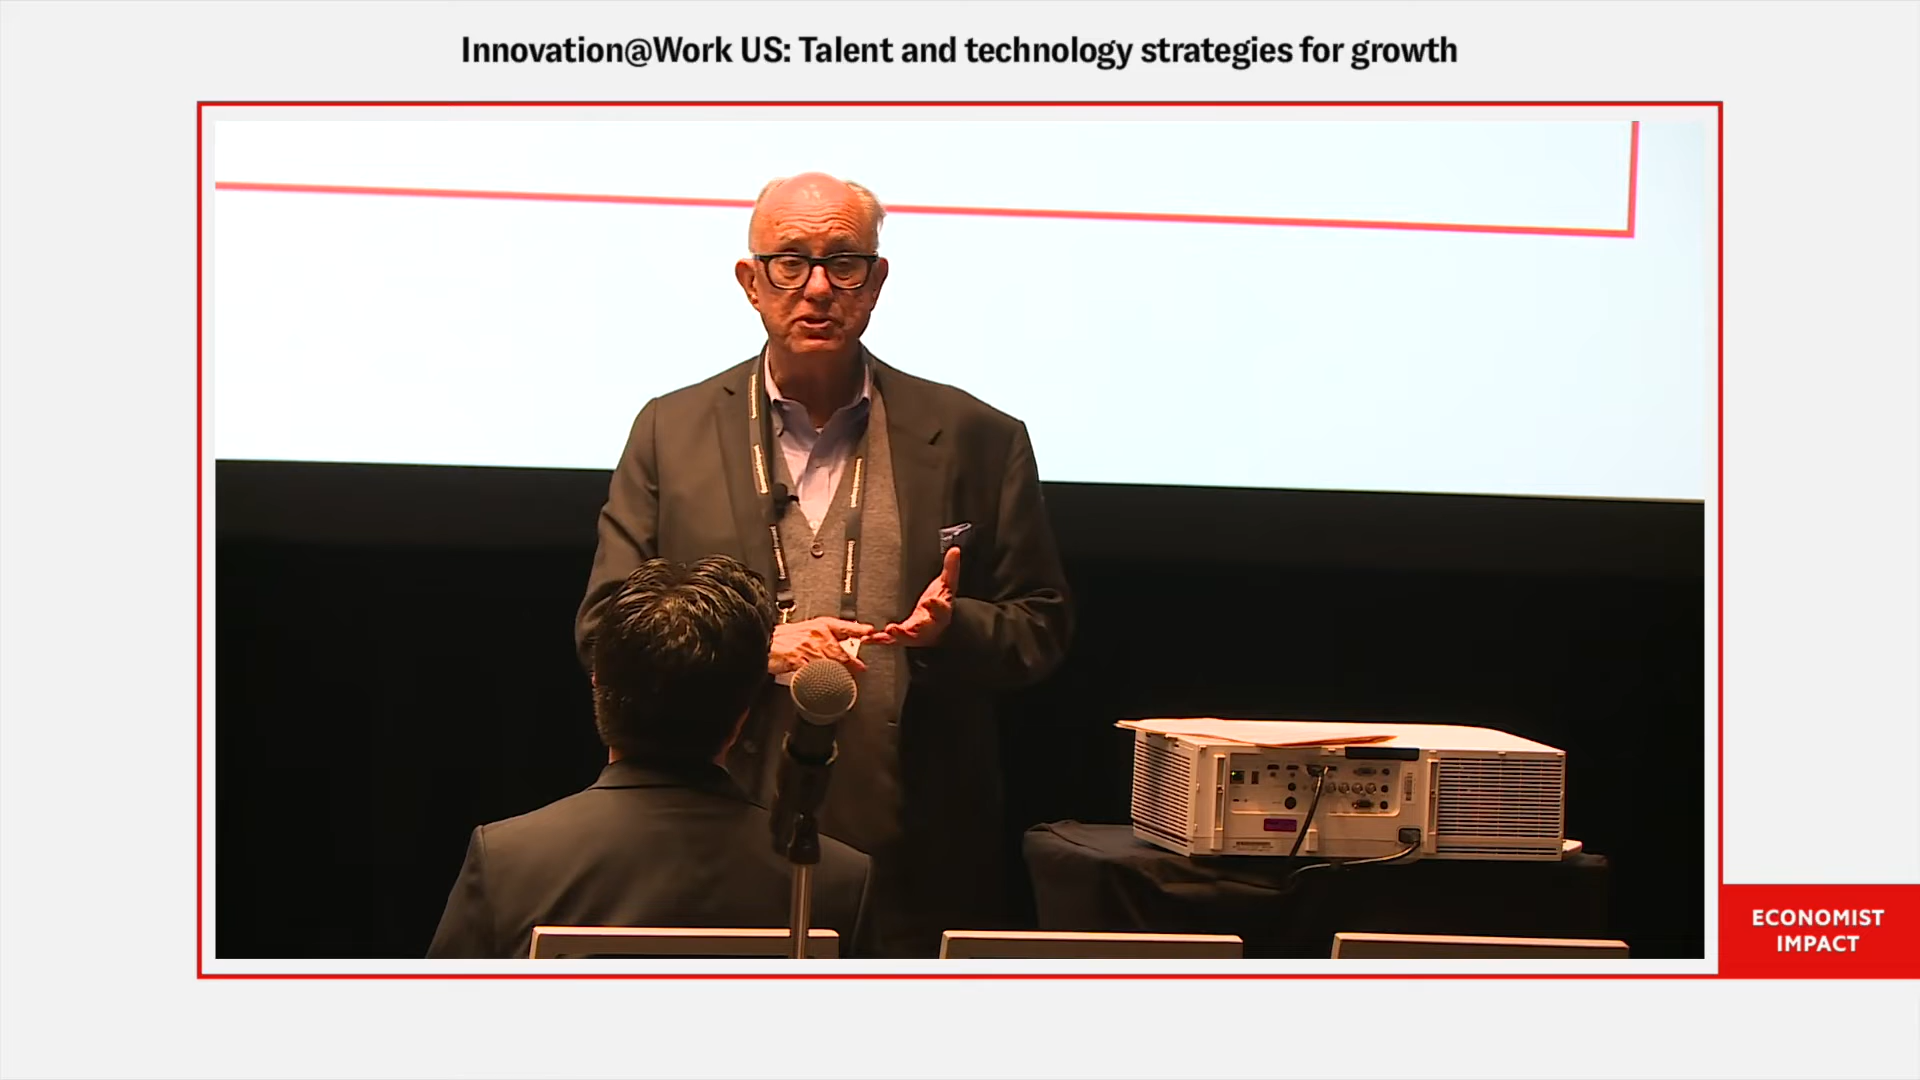 Innovation@Work US: Talent and technology strategies for growth
ECONOMIST
IMPACT